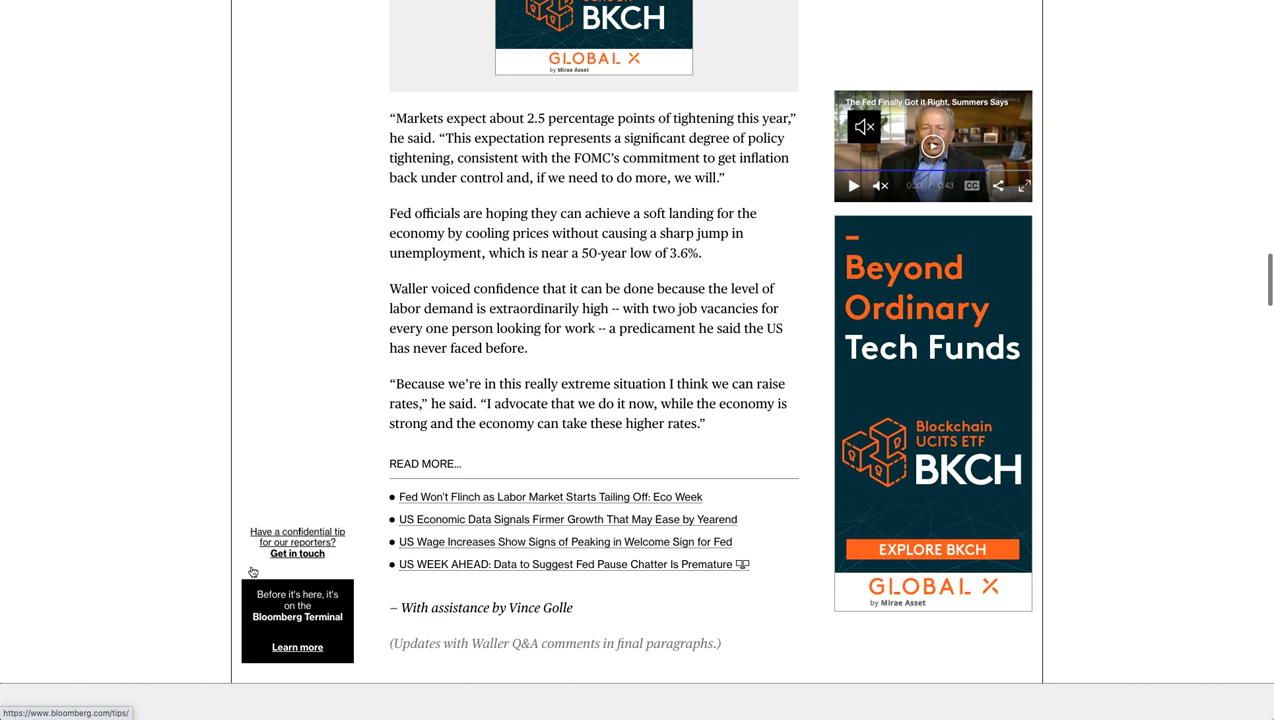 BKCH
GLOBAL X
by Mirae Asset
“Markets expect about 2.5 percentage points of tightening this year,”
he said. “This expectation represents a significant degree of policy
tightening, consistent with the FOMC’s commitment to get inflation
back under control and, if we need to do more, we will.”
Fed officials are hoping they can achieve a soft landing for the
economy by cooling prices without causing a sharp jump in
unemployment, which is near a 50-year low of 3.6%.
Waller voiced confidence that it can be done because the level of
labor demand is extraordinarily high -- with two job vacancies for
every one person looking for work -- a predicament he said the US
has never faced before.
“Because we’re in this really extreme situation I think we can raise
rates,” he said. “I advocate that we do it now, while the economy is
strong and the economy can take these higher rates.”
READ MORE...
• Fed Won’t Flinch as Labor Market Starts Tailing Off: Eco Week
• US Economic Data Signals Firmer Growth That May Ease by Yearend
• US Wage Increases Show Signs of Peaking in Welcome Sign for Fed
• US WEEK AHEAD: Data to Suggest Fed Pause Chatter Is Premature
– With assistance by Vince Golle
(Updates with Waller Q&A comments in final paragraphs.)
Have a confidential tip
for our reporters?
Get in touch
Before it's here, it's
on the
Bloomberg Terminal
Learn more
The Fed Finally Got it Right, Summers Says
0:33 / 0:43
CC
Beyond
Ordinary
Tech Funds
Blockchain
UCITS ETF
BKCH
EXPLORE BKCH
GLOBAL X
by Mirae Asset
https://www.bloomberg.com/tips/